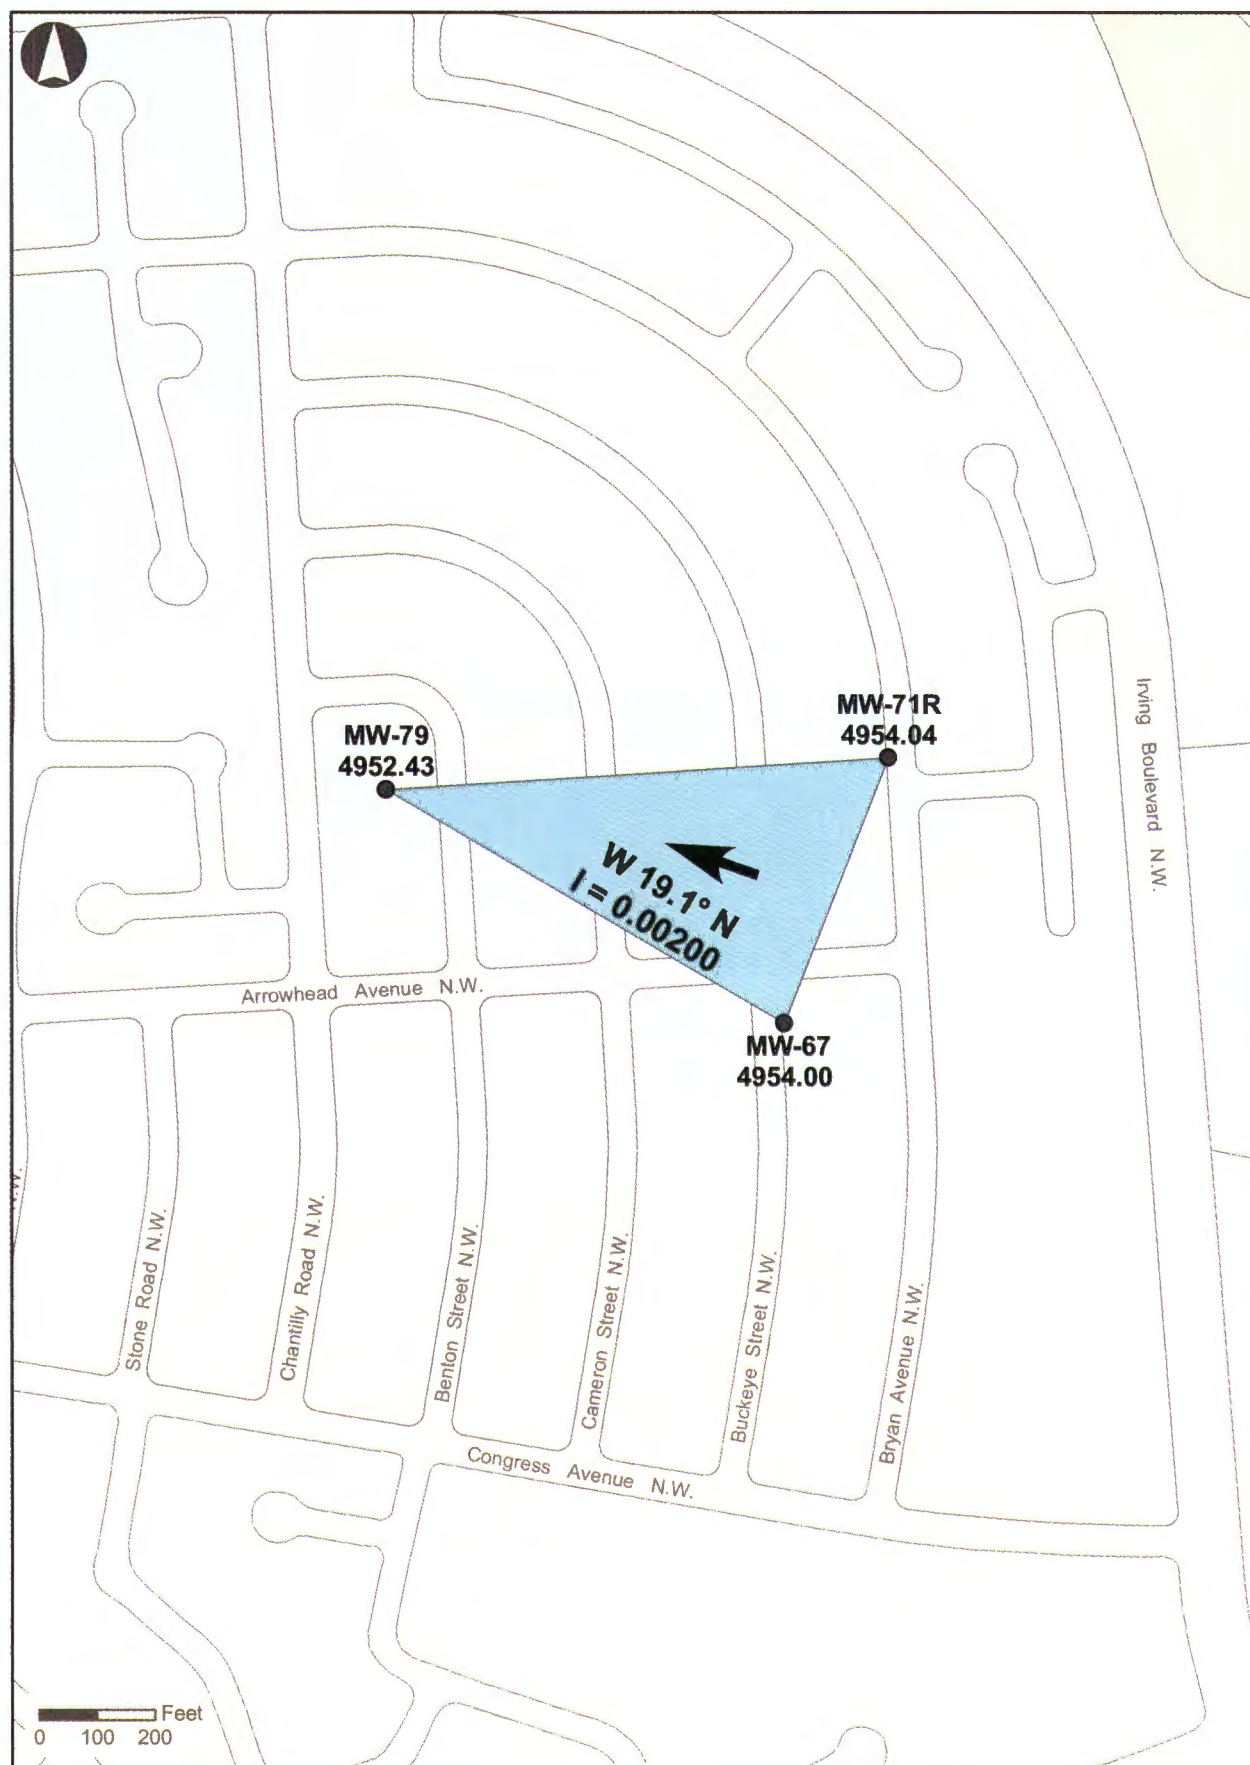 MW-71R
4954.04
MW-79
4952.43
Irving Boulevard N.W.
W 19.1° N
I = 0.00200
Arrowhead Avenue N.W.
MW-67
4954.00
N.W.
Stone Road N.W.
Chantilly Road N.W.
Benton Street N.W.
Cameron Street N.W.
Buckeye Street N.W.
Bryan Avenue N.W.
Congress Avenue N.W.
Feet
0 100 200